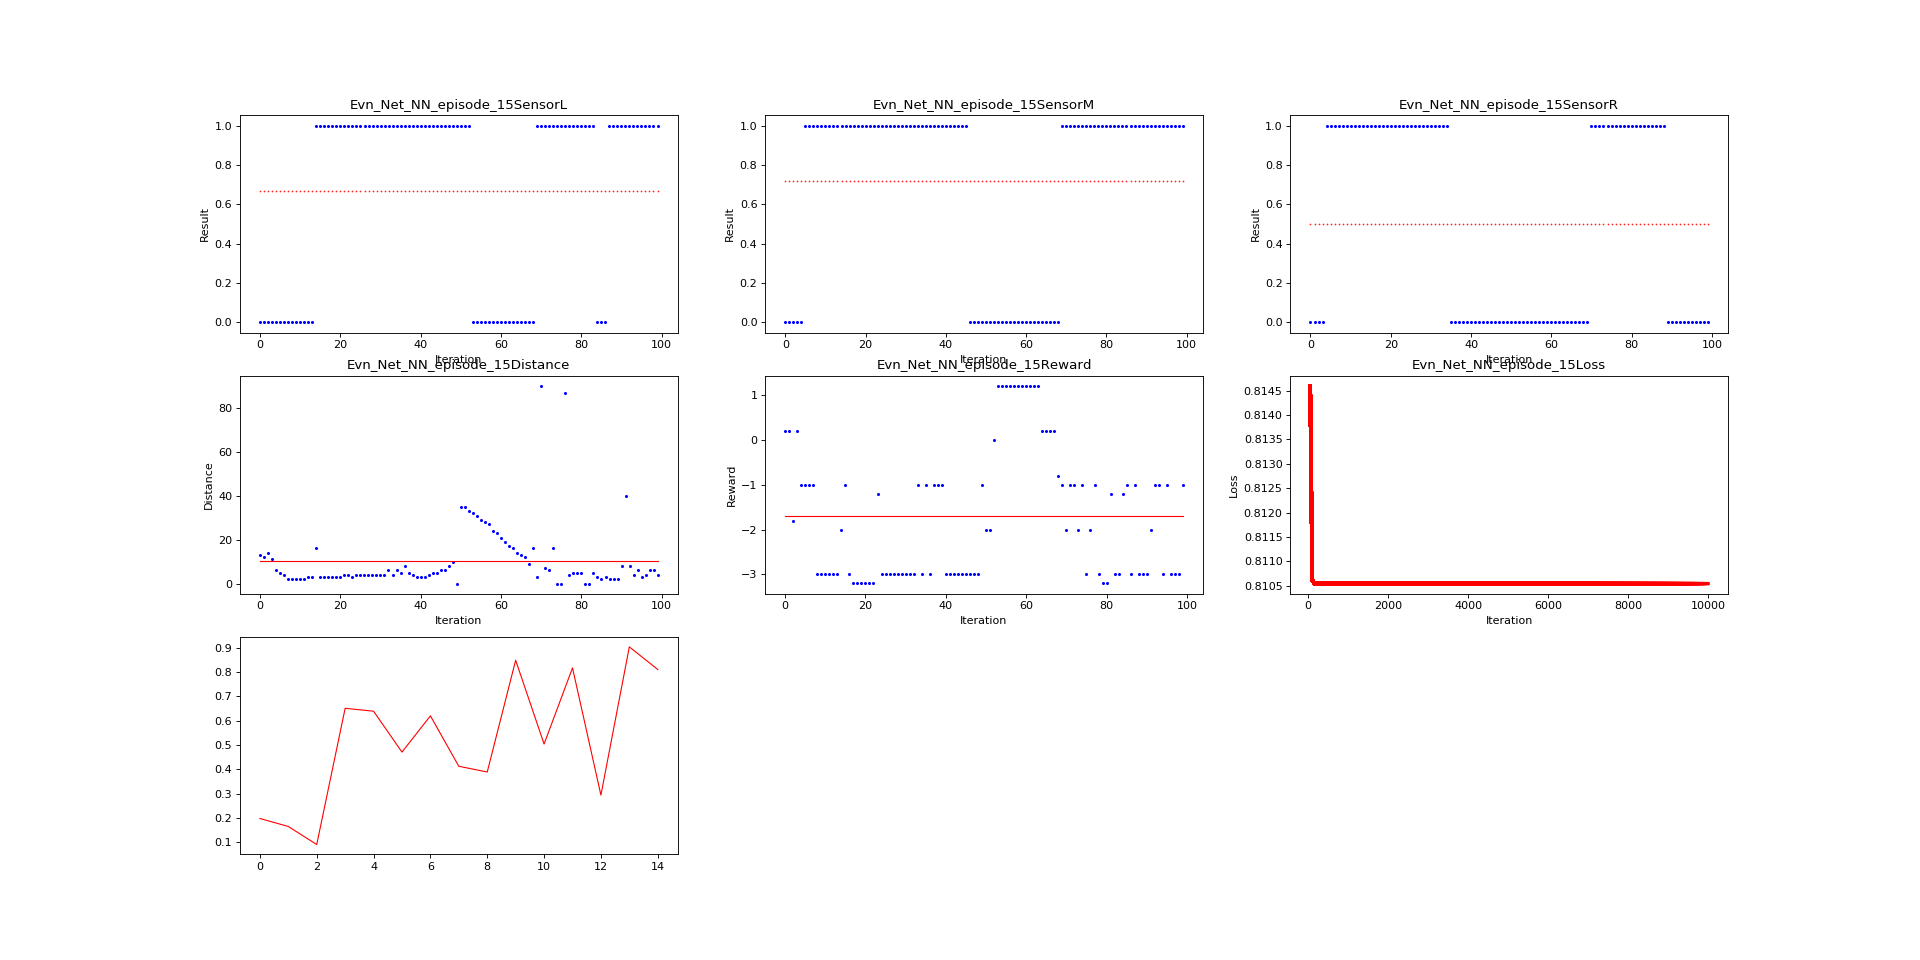 Evn_Net_NN_episode_15SensorL
Result
1.0
0.8
0.6
0.4
0.2
0.0
0 20 40 60 80 100
Iteration
Evn_Net_NN_episode_15SensorM
Result
1.0
0.8
0.6
0.4
0.2
0.0
0 20 40 60 80 100
Iteration
Evn_Net_NN_episode_15SensorR
Result
1.0
0.8
0.6
0.4
0.2
0.0
0 20 40 60 80 100
Iteration
Evn_Net_NN_episode_15Distance
Distance
80
60
40
20
0
0 20 40 60 80 100
Iteration
Evn_Net_NN_episode_15Reward
Reward
1
0
−1
−2
−3
0 20 40 60 80 100
Iteration
Evn_Net_NN_episode_15Loss
Loss
0.8145
0.8140
0.8135
0.8130
0.8125
0.8120
0.8115
0.8110
0.8105
0 2000 4000 6000 8000 10000
Iteration
0.9
0.8
0.7
0.6
0.5
0.4
0.3
0.2
0.1
0 2 4 6 8 10 12 14